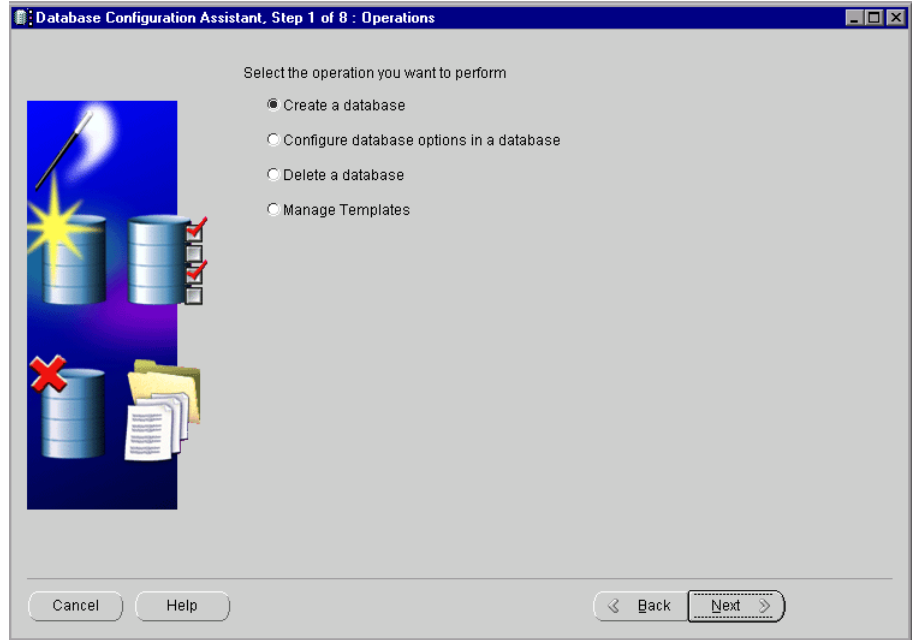 Database Configuration Assistant, Step 1 of 8 : Operations
Select the operation you want to perform
Create a database
Configure database options in a database
Delete a database
Manage Templates
Cancel
Help
Back
Next